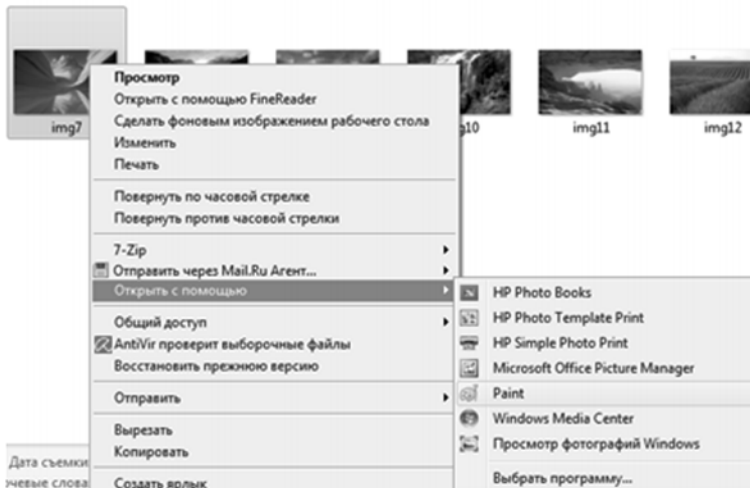 img7
g10
img11
img12
Просмотр
Открыть с помощью FineReader
Сделать фоновым изображением рабочего стола
Изменить
Печать
Повернуть по часовой стрелке
Повернуть против часовой стрелки
7-Zip
Отправить через Mail.Ru Агент...
Открыть с помощью
Общий доступ
AntiVir проверит выборочные файлы
Восстановить прежнюю версию
Отправить
Вырезать
Копировать
Создать ярлык
HP Photo Books
HP Photo Template Print
HP Simple Photo Print
Microsoft Office Picture Manager
Paint
Windows Media Center
Просмотр фотографий Windows
Выбрать программу...
Дата съемки
чевые слова